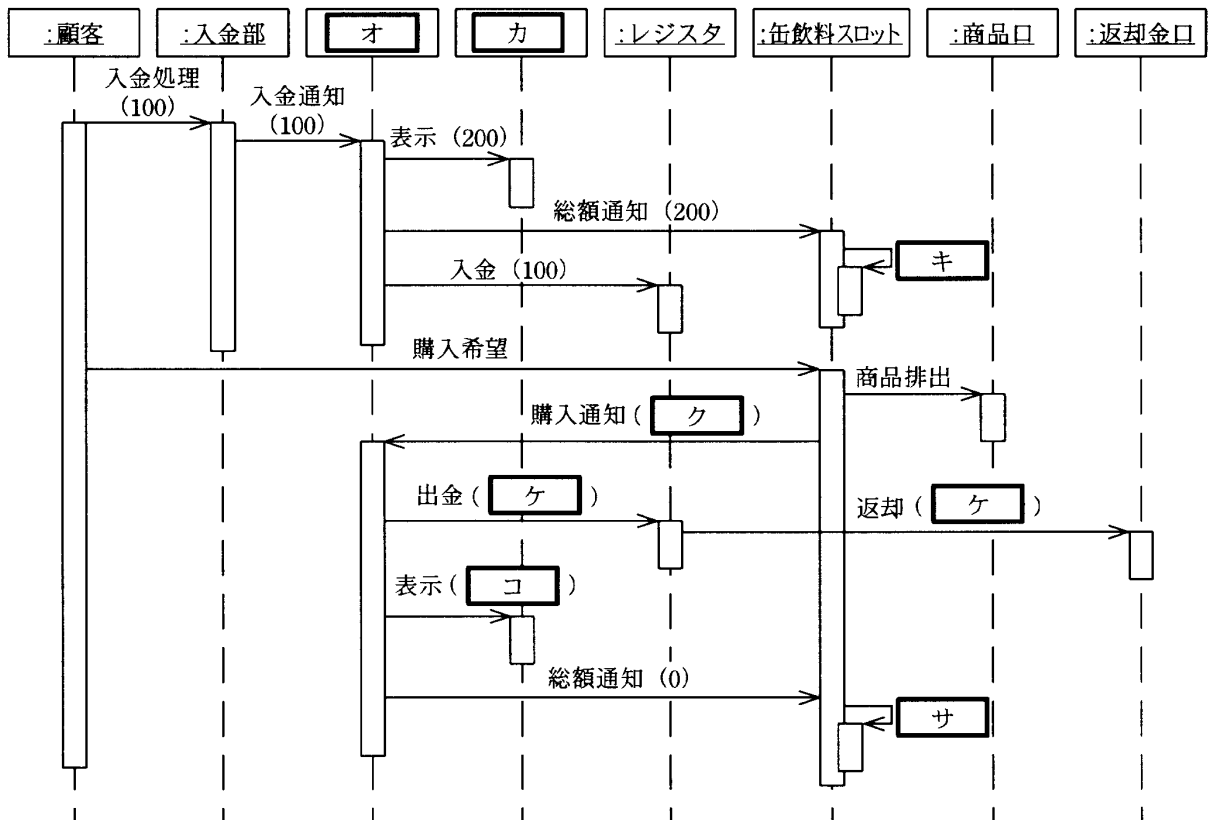 :顧客
:入金部
オ
カ
:レジスタ
:缶飲料スロット
:商品口
:返却金口
入金処理
(100)
入金通知
(100)
表示 (200)
総額通知 (200)
キ
入金 (100)
購入希望
商品排出
購入通知 ( ク )
出金 ( ケ )
返却 ( ケ )
表示 ( コ )
総額通知 (0)
サ